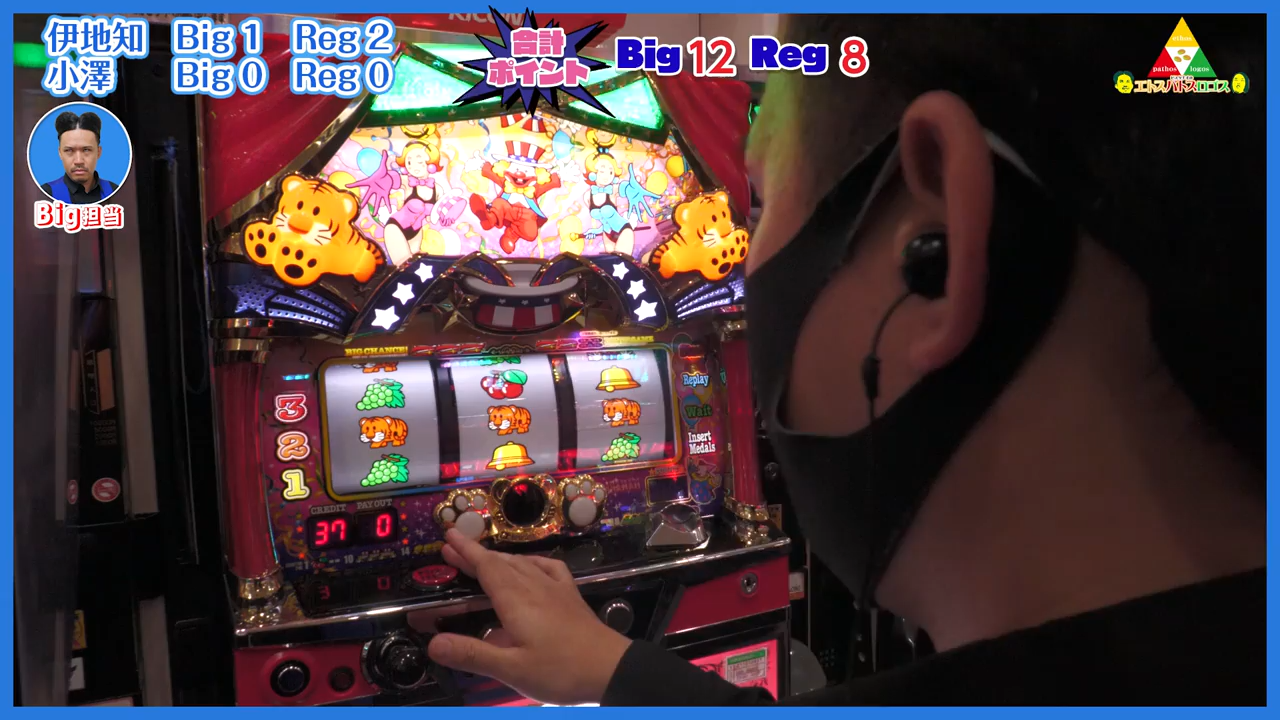 伊地知 Big 1 Reg 2
小澤 Big 0 Reg 0
合計
ポイント
Big 12 Reg 8
ethos
pathos logos
エトスパトスロゴス
Big担当
BIG CHANCE!
3
2
1
Replay
Wait
Insert
Medals
CREDIT PAYOUT
37 0